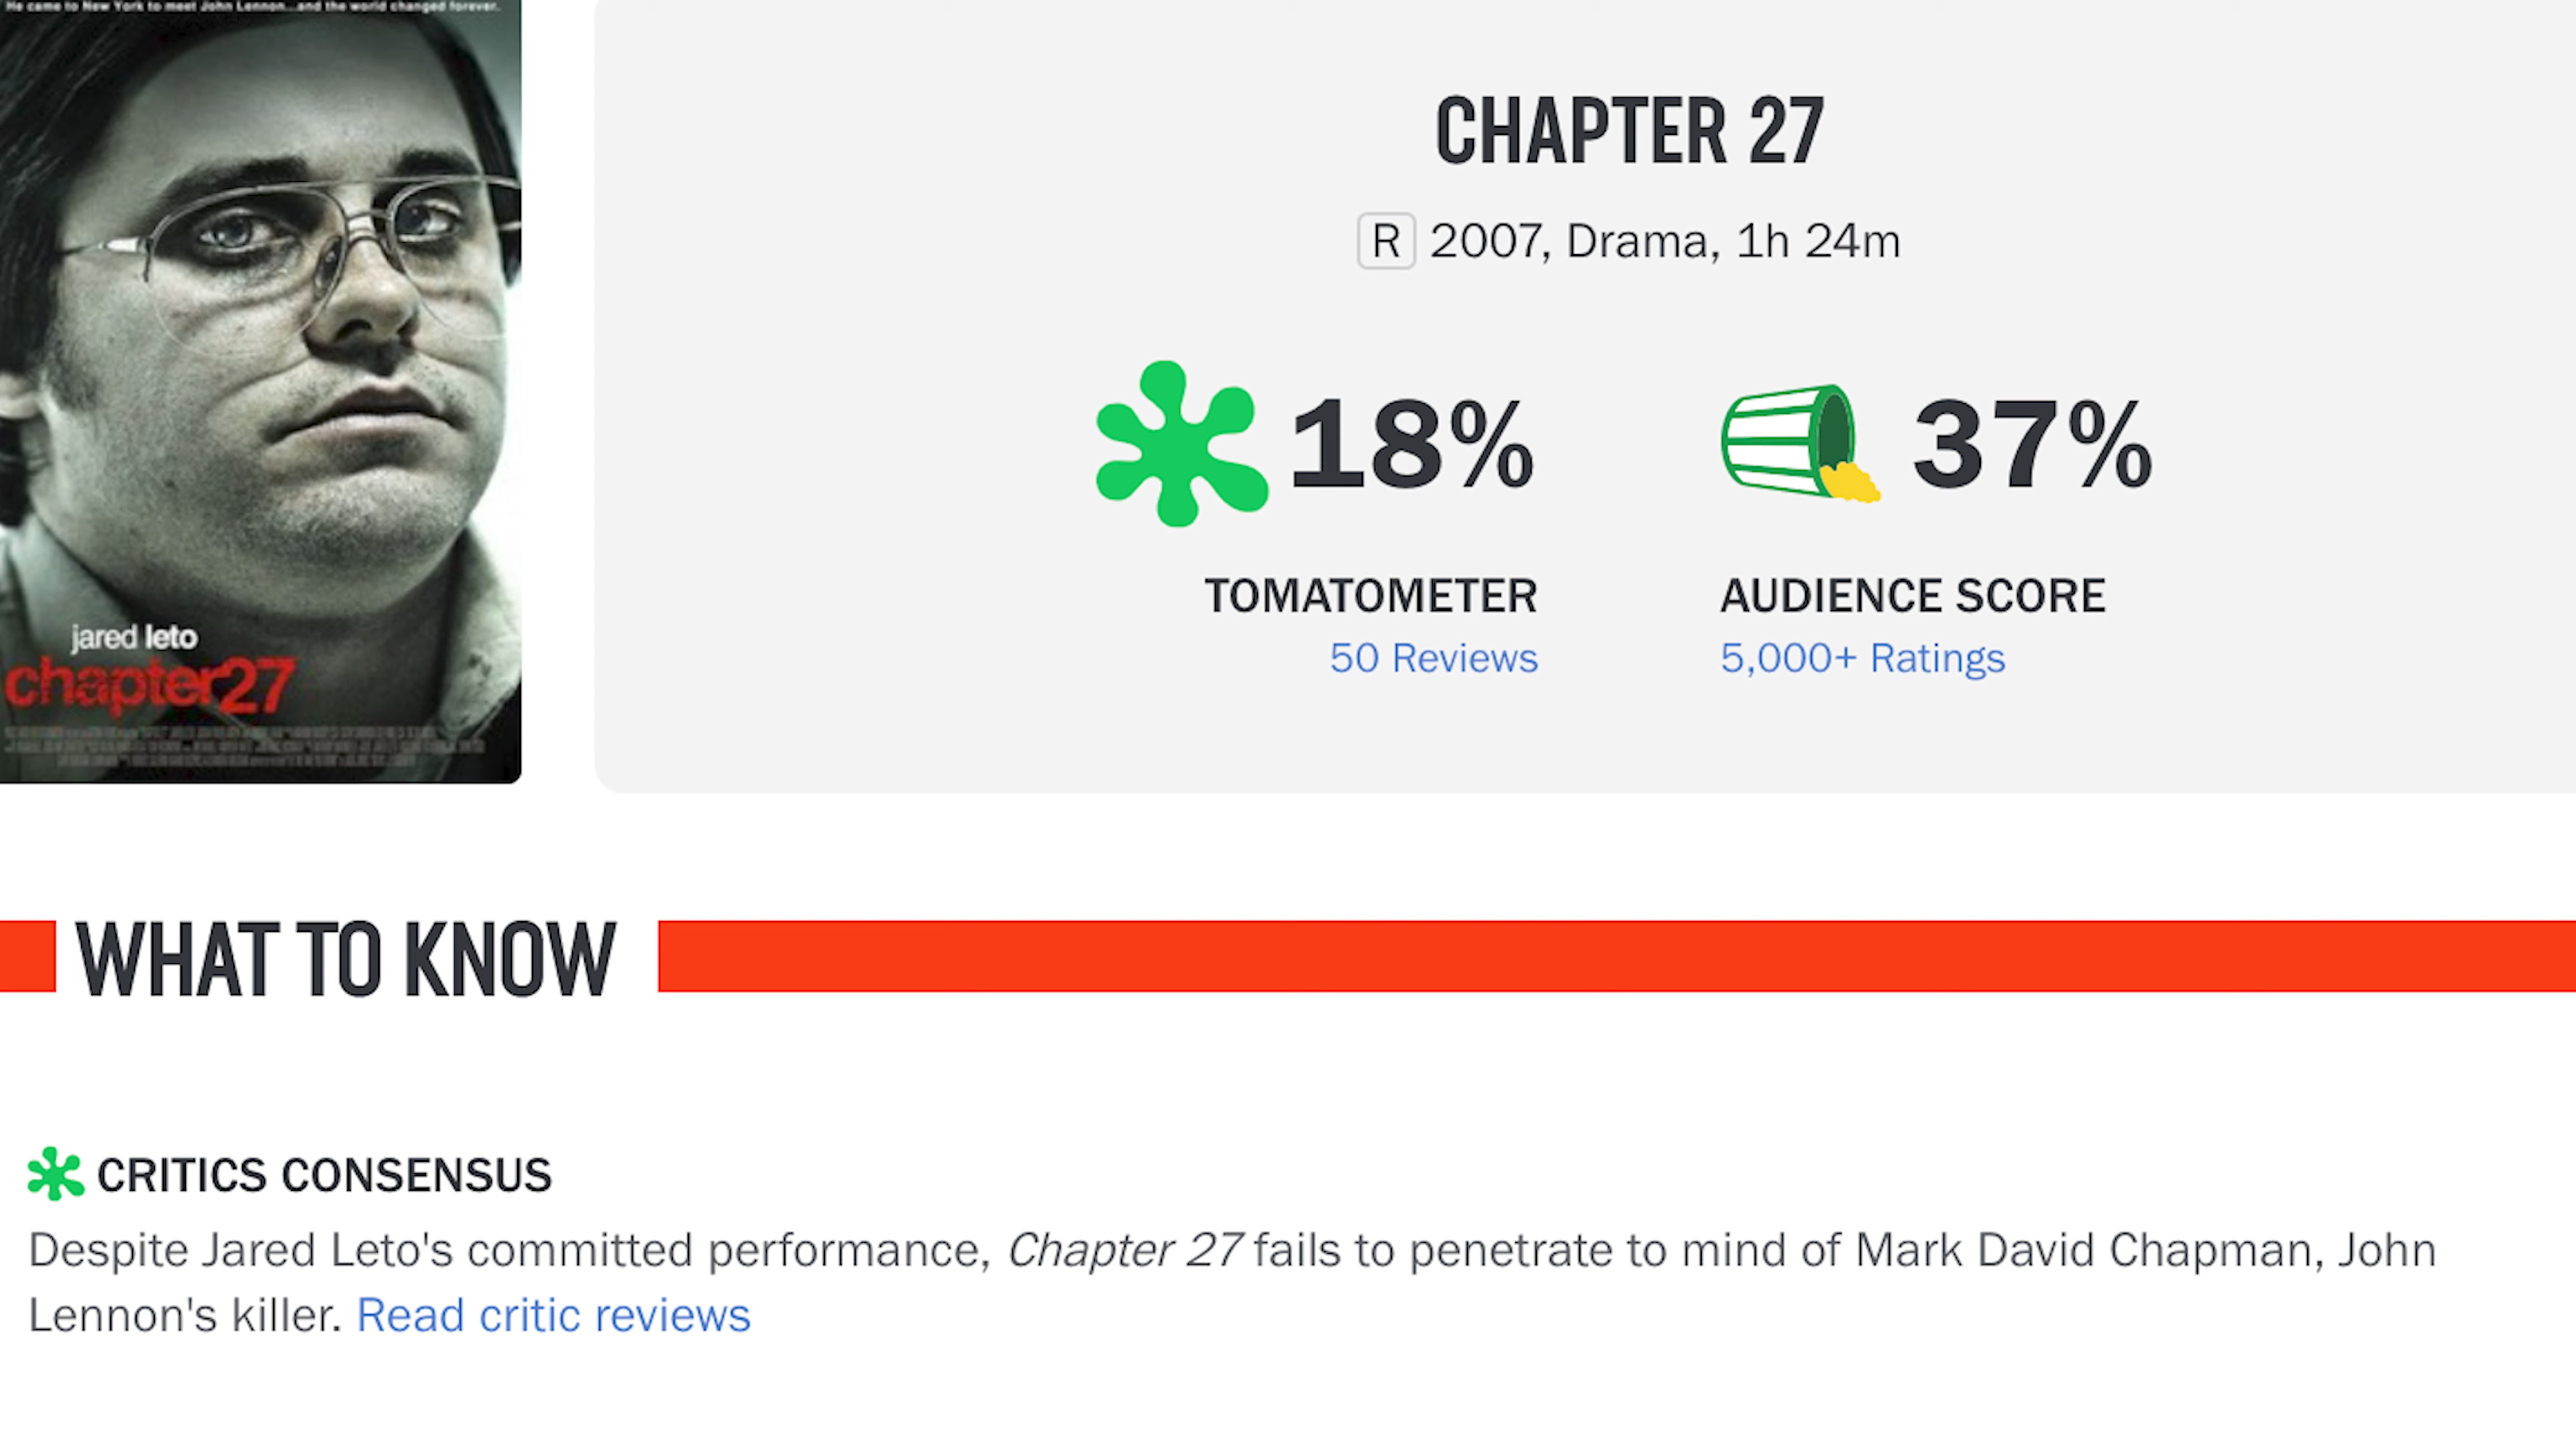 He came to New York to meet John Lennon...and the world changed forever.
jared leto
chapter27
CHAPTER 27
R 2007, Drama, 1h 24m
18%
37%
TOMATOMETER
AUDIENCE SCORE
50 Reviews
5,000+ Ratings
WHAT TO KNOW
CRITICS CONSENSUS
Despite Jared Leto's committed performance, Chapter 27 fails to penetrate to mind of Mark David Chapman, John
Lennon's killer. Read critic reviews